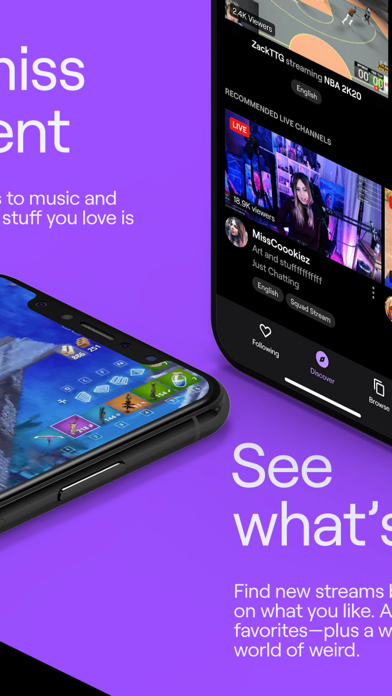 niss
ent
s to music and
stuff you love is
2.4K Viewers
ZackTTG streaming NBA 2K20
English
RECOMMENDED LIVE CHANNELS
LIVE
18.9K Viewers
MissCoookiez
Art and stufffffffffff
Just Chatting
English
Squad Stream
Following
Discover
Browse
See
what's
Find new streams b
on what you like. A
favorites—plus a w
world of weird.